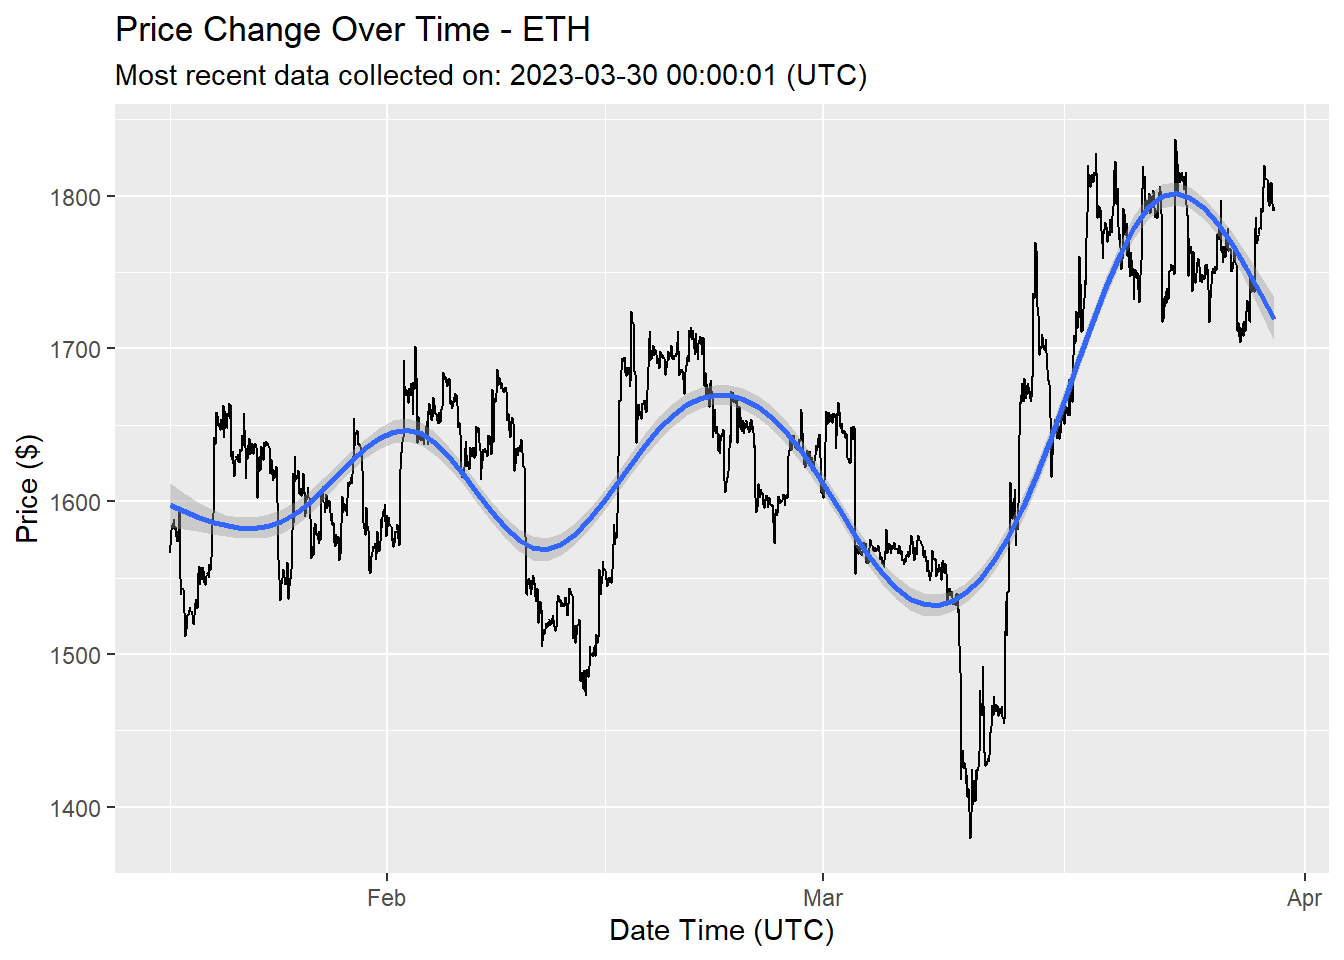 Price Change Over Time - ETH
Most recent data collected on: 2023-03-30 00:00:01 (UTC)
Price ($)
1800
1700
1600
1500
1400
Feb
Mar
Apr
Date Time (UTC)